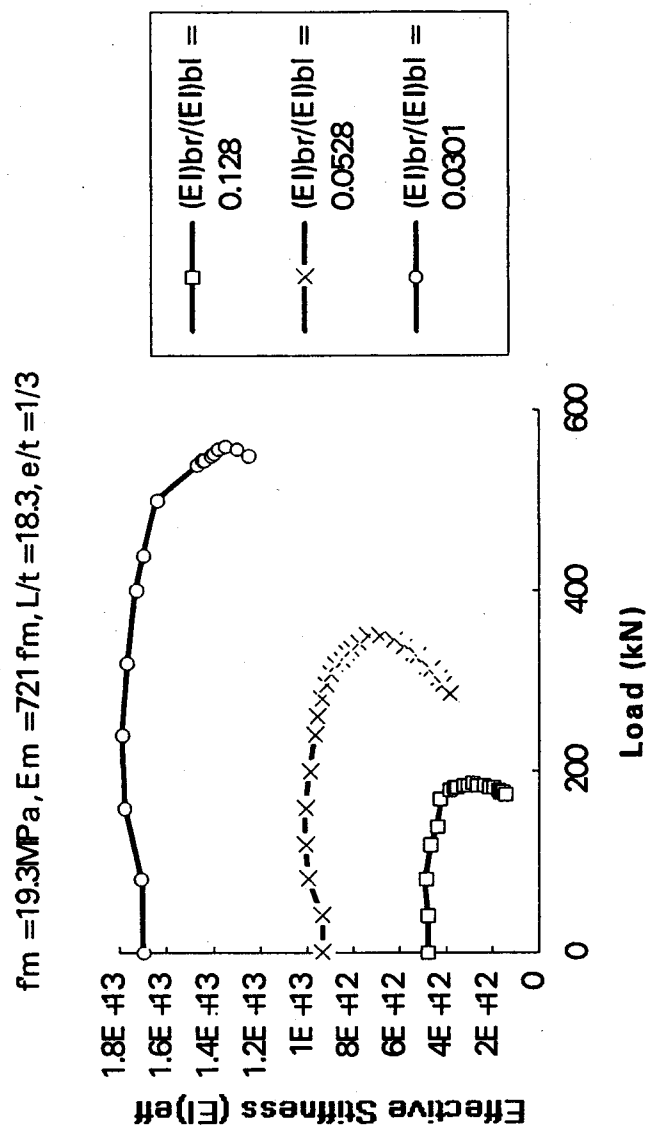 fm =19.3MPa, Em =721 fm, L/t =18.3, e/t =1/3
Effective Stiffness (EI)eff
1.8E+13
1.6E+13
1.4E+13
1.2E+13
1E+13
8E+12
6E+12
4E+12
2E+12
0
0
200
400
600
Load (kN)
(EI)br/(EI)bl =
0.128
(EI)br/(EI)bl =
0.0528
(EI)br/(EI)bl =
0.0301